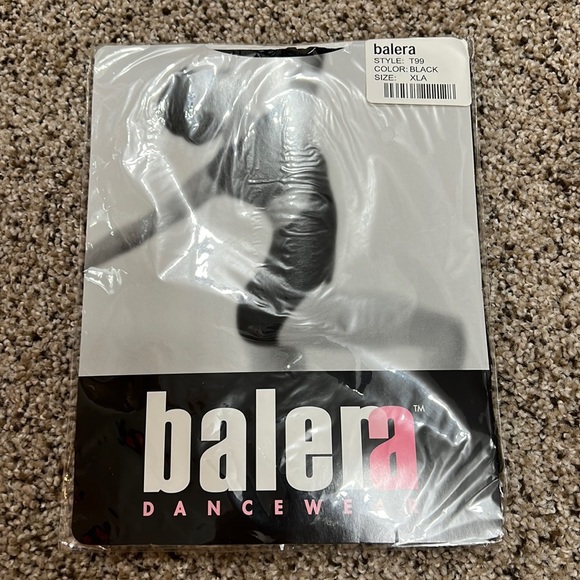 balera
STYLE: T99
COLOR: BLACK
SIZE: XLA
balera™
DANCEWEAR